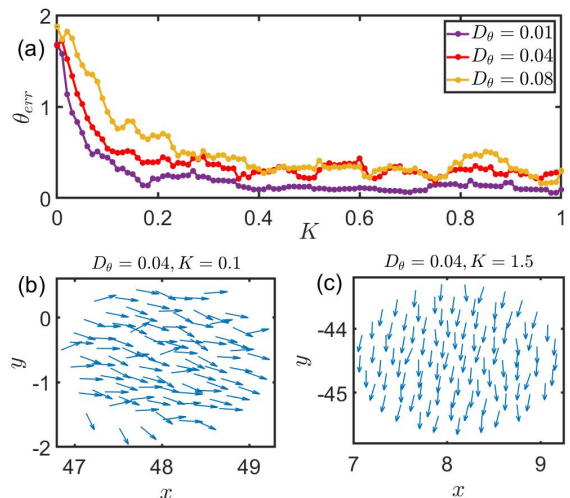 (a)
2
1
0
θ_err
D_θ = 0.01
D_θ = 0.04
D_θ = 0.08
0 0.2 0.4 0.6 0.8 1
K
(b)
D_θ = 0.04, K = 0.1
0
-1
-2
y
47 48 49
x
(c)
D_θ = 0.04, K = 1.5
-44
-45
y
7 8 9
x